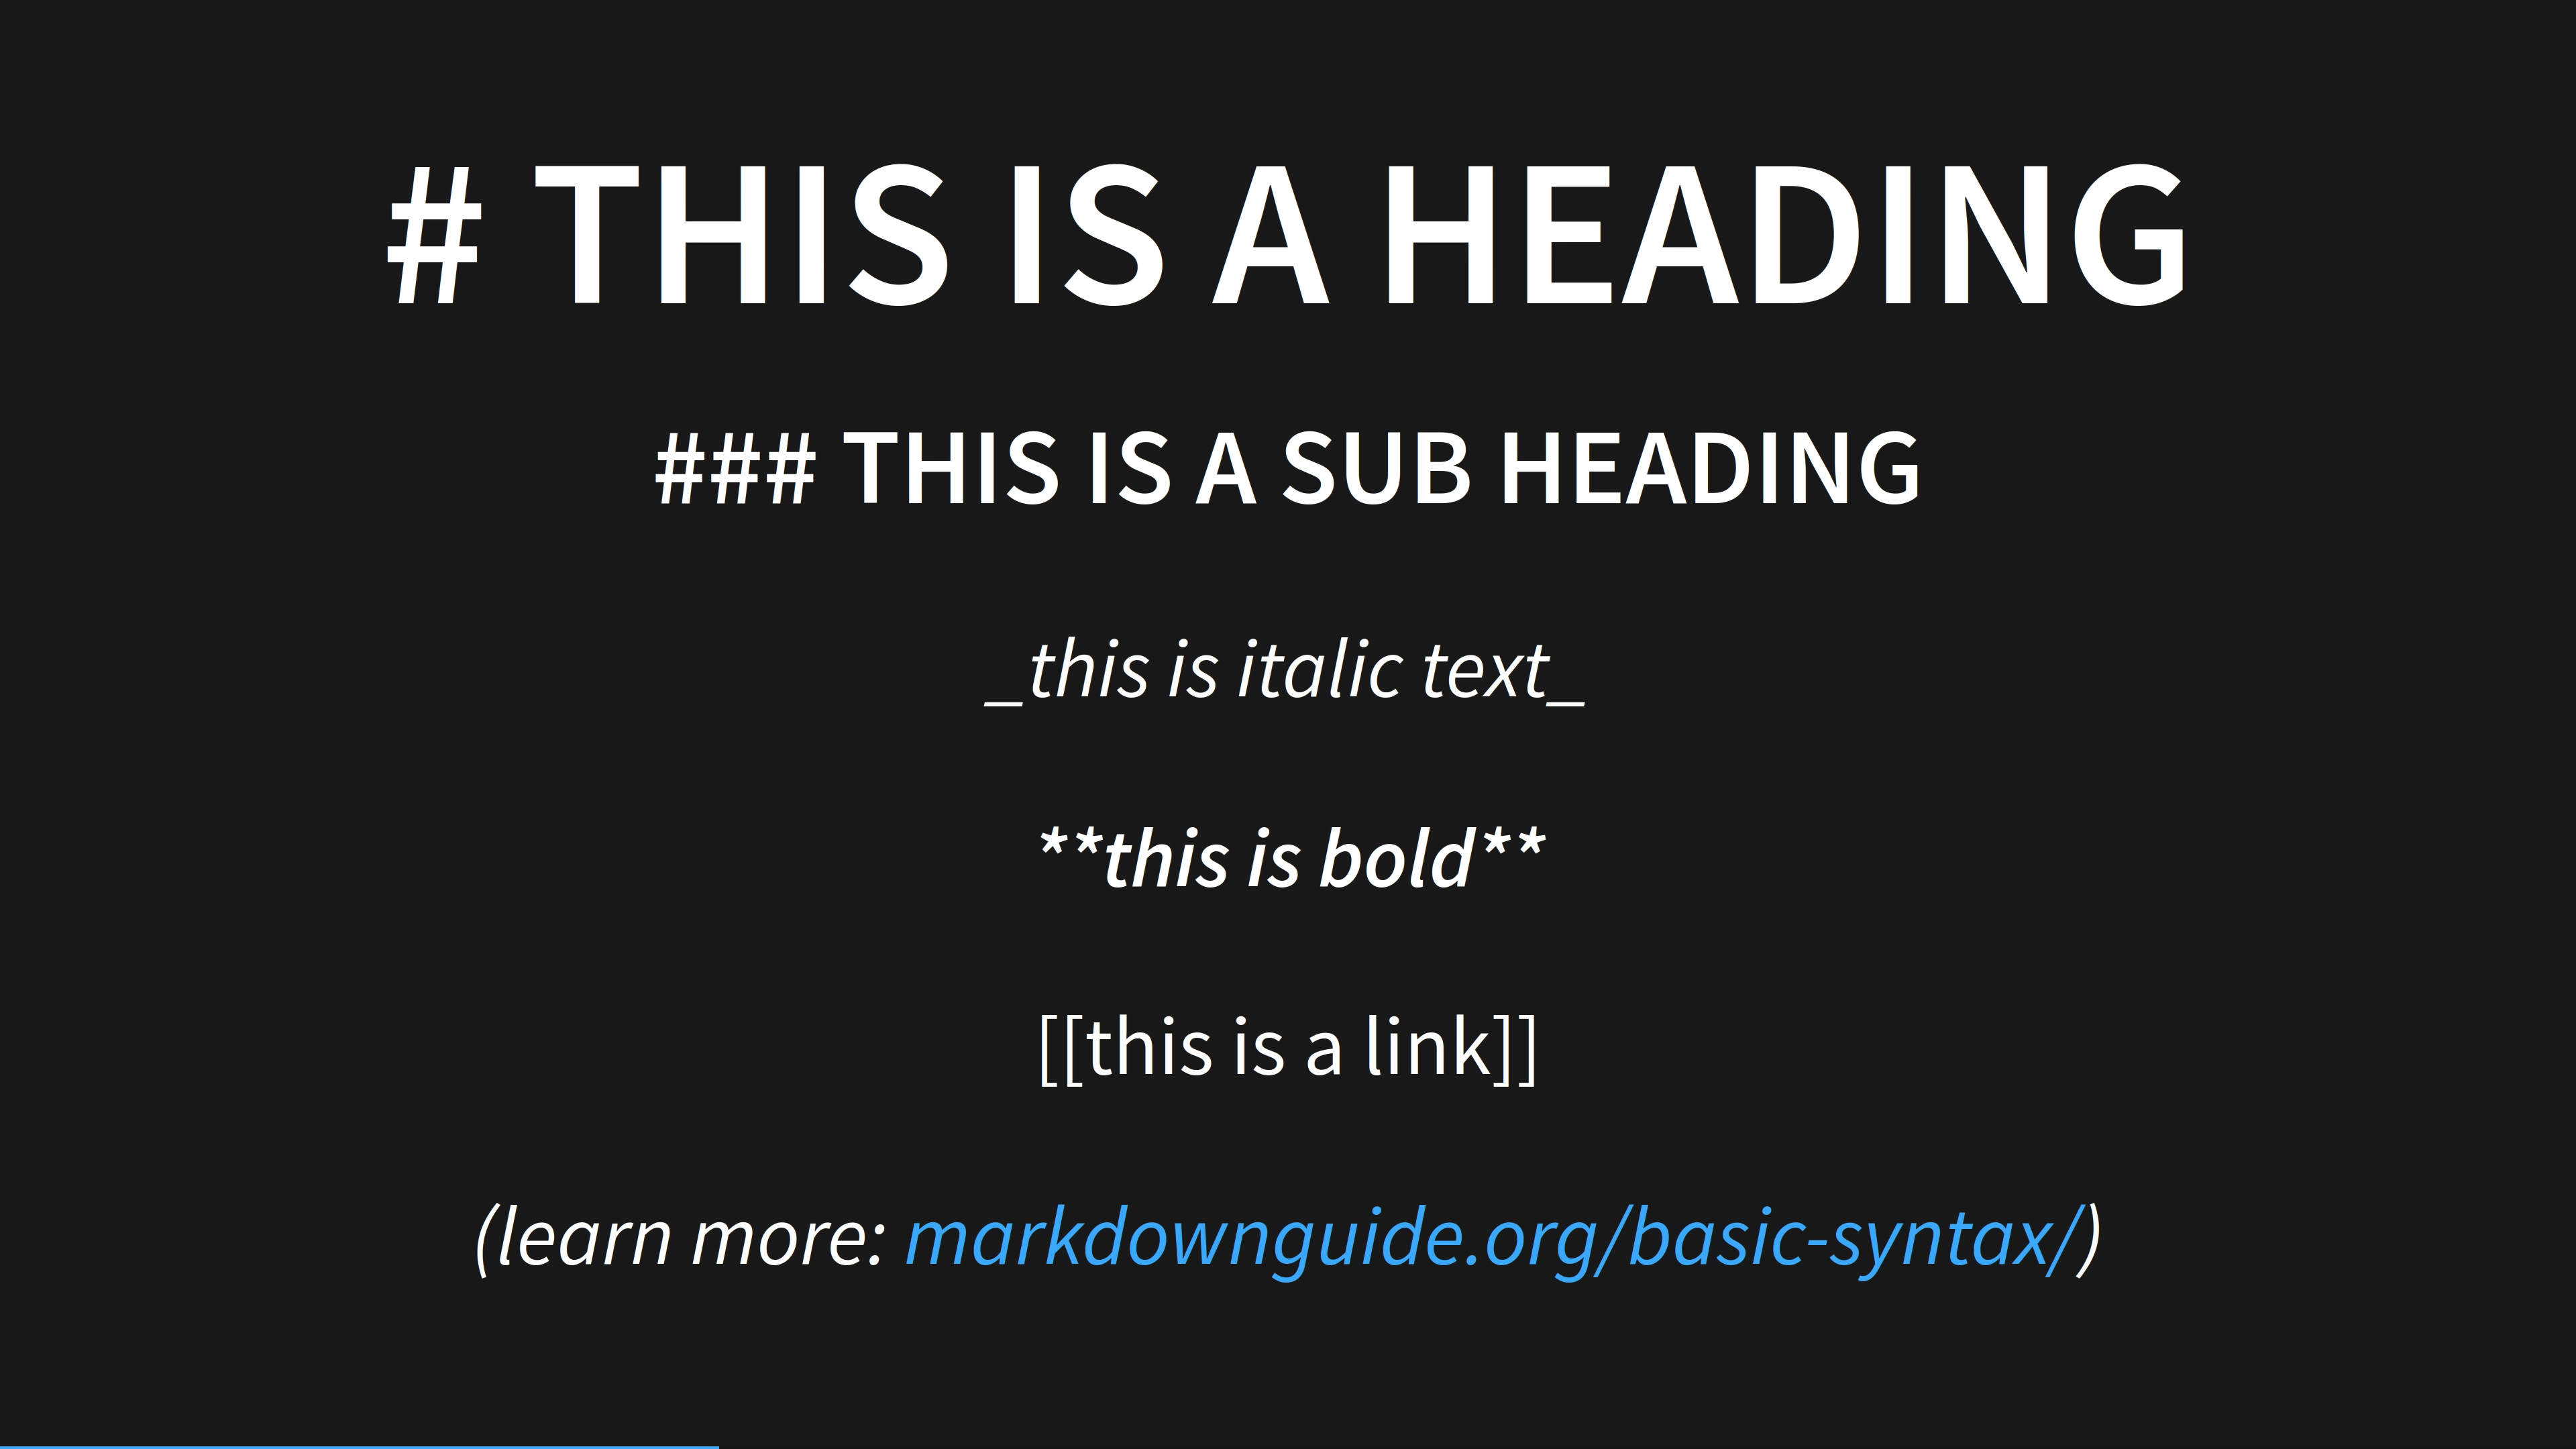 # THIS IS A HEADING
### THIS IS A SUB HEADING
_this is italic text_
**this is bold**
[[this is a link]]
(learn more: markdownguide.org/basic-syntax/)